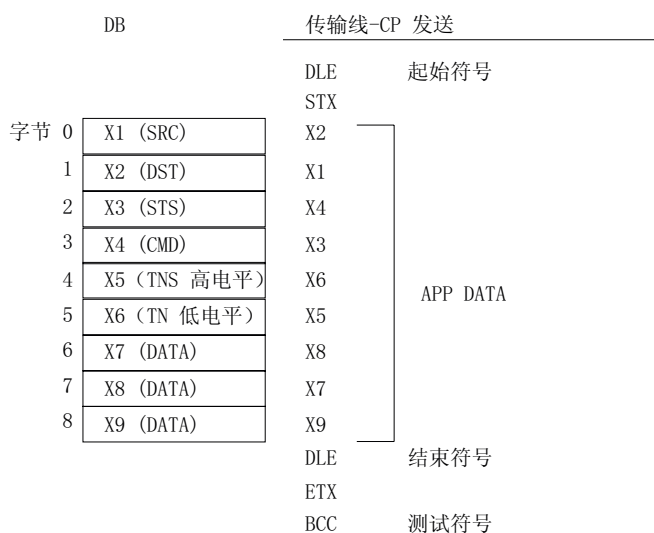 DB 传输线-CP 发送
DLE 起始符号
STX
字节 0 X1 (SRC) X2
1 X2 (DST) X1
2 X3 (STS) X4
3 X4 (CMD) X3
4 X5（TNS 高电平） X6
APP DATA
5 X6（TN 低电平） X5
6 X7 (DATA) X8
7 X8 (DATA) X7
8 X9 (DATA) X9
DLE 结束符号
ETX
BCC 测试符号